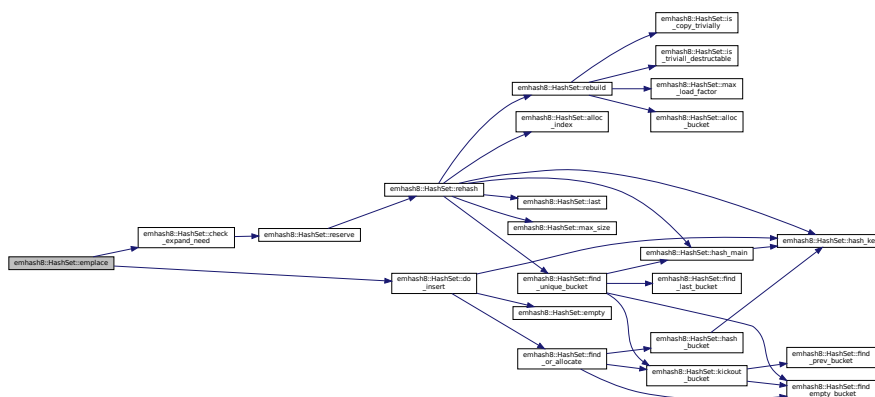 emhash8::HashSet::is
_copy_trivially
emhash8::HashSet::is
_triviall_destructable
emhash8::HashSet::rebuild
emhash8::HashSet::max
_load_factor
emhash8::HashSet::alloc
_index
emhash8::HashSet::alloc
_bucket
emhash8::HashSet::rehash
emhash8::HashSet::last
emhash8::HashSet::max_size
emhash8::HashSet::check
_expand_need
emhash8::HashSet::reserve
emhash8::HashSet::hash_key
emhash8::HashSet::hash_main
emhash8::HashSet::emplace
emhash8::HashSet::do
_insert
emhash8::HashSet::find
_unique_bucket
emhash8::HashSet::find
_last_bucket
emhash8::HashSet::empty
emhash8::HashSet::hash
_bucket
emhash8::HashSet::find
_or_allocate
emhash8::HashSet::find
_prev_bucket
emhash8::HashSet::kickout
_bucket
emhash8::HashSet::find
_empty_bucket